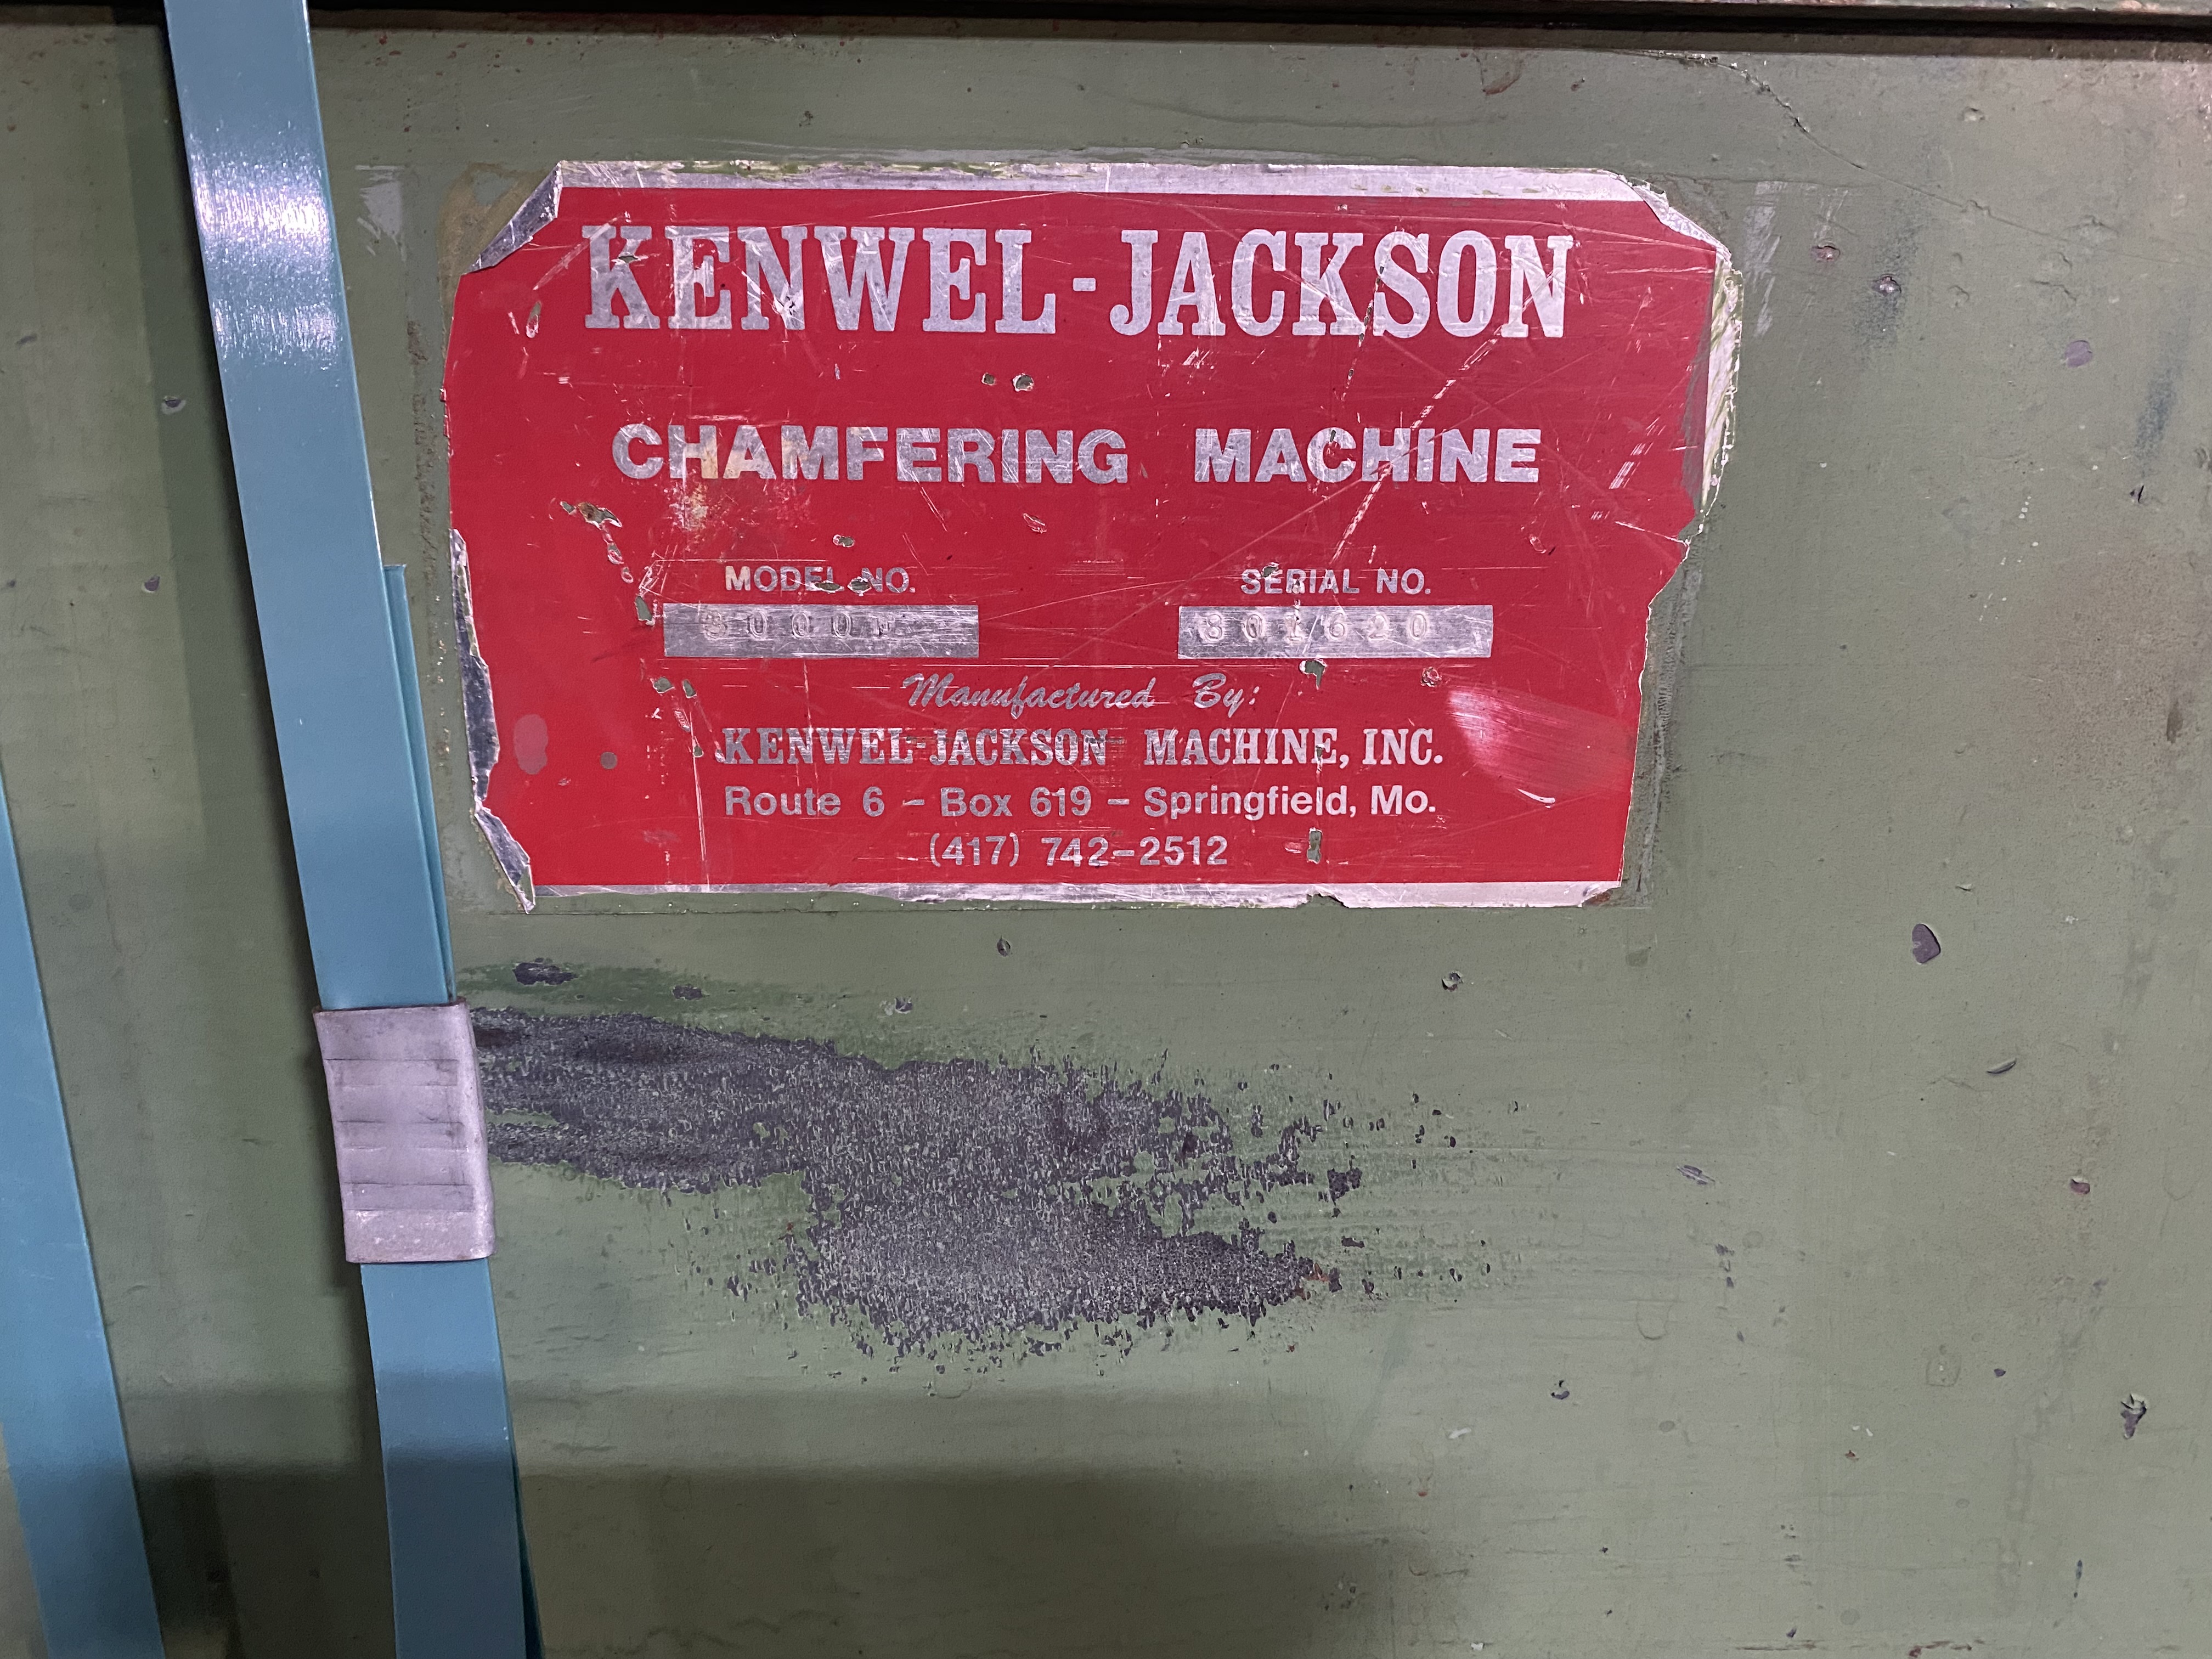 KENWEL-JACKSON
CHAMFERING MACHINE
MODEL NO. SERIAL NO.
Manufactured By:
KENWEL-JACKSON MACHINE, INC.
Route 6 - Box 619 - Springfield, Mo.
(417) 742-2512